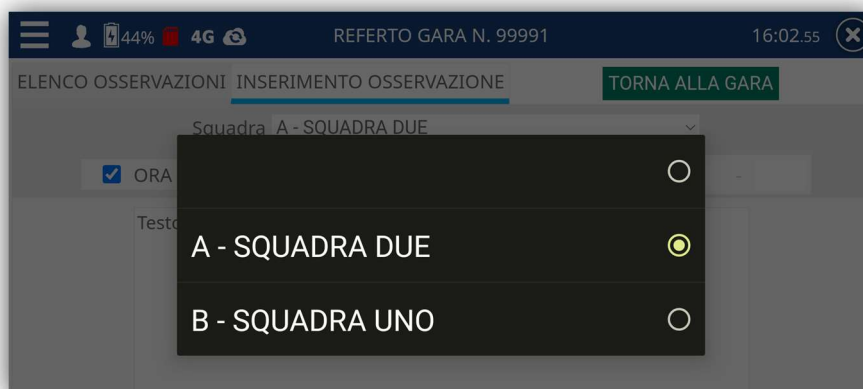 44% 4G REFERTO GARA N. 99991 16:02.55
ELENCO OSSERVAZIONI INSERIMENTO OSSERVAZIONE TORNA ALLA GARA
Squadra A - SQUADRA DUE
ORA -
Testo
A - SQUADRA DUE
B - SQUADRA UNO